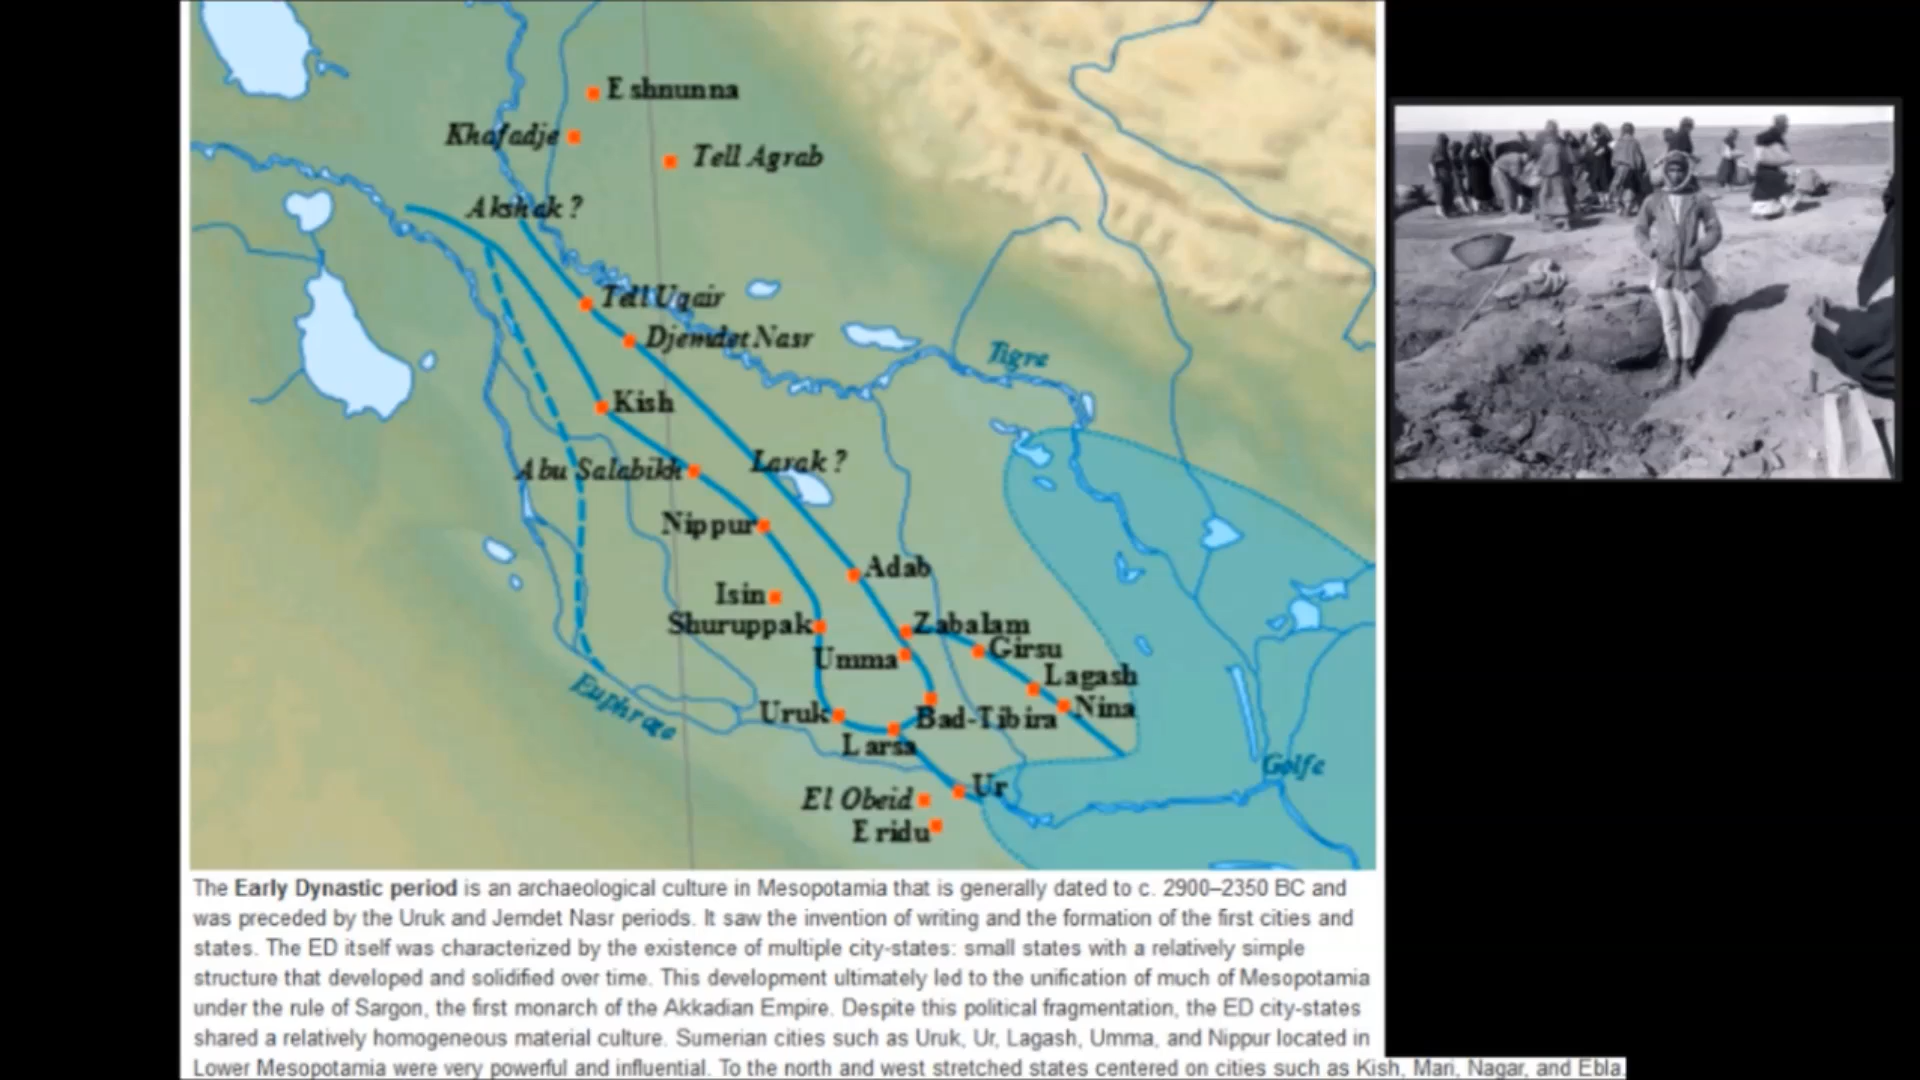 Eshnunna
Khafadje
Tell Agrab
Akshak ?
Tell Uqair
Djemdet Nasr
Tigre
Kish
Larak ?
Abu Salabikh
Nippur
Adab
Isin
Shuruppak
Zabalam
Girsu
Umma
Lagash
Euphrate
Uruk
Nina
Bad-Tibira
Larsa
Golfe
Ur
El Obeid
Eridu
The Early Dynastic period is an archaeological culture in Mesopotamia that is generally dated to c. 2900–2350 BC and
was preceded by the Uruk and Jemdet Nasr periods. It saw the invention of writing and the formation of the first cities and
states. The ED itself was characterized by the existence of multiple city-states: small states with a relatively simple
structure that developed and solidified over time. This development ultimately led to the unification of much of Mesopotamia
under the rule of Sargon, the first monarch of the Akkadian Empire. Despite this political fragmentation, the ED city-states
shared a relatively homogeneous material culture. Sumerian cities such as Uruk, Ur, Lagash, Umma, and Nippur located in
Lower Mesopotamia were very powerful and influential. To the north and west stretched states centered on cities such as Kish, Mari, Nagar, and Ebla.